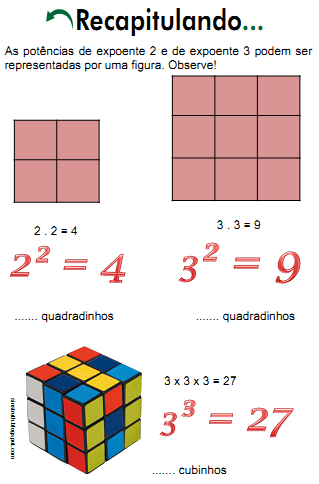 Recapitulando...
As potências de expoente 2 e de expoente 3 podem ser
representadas por uma figura. Observe!
2 . 2 = 4
3 . 3 = 9
2² = 4
3² = 9
....... quadradinhos
....... quadradinhos
3 x 3 x 3 = 27
3³ = 27
....... cubinhos